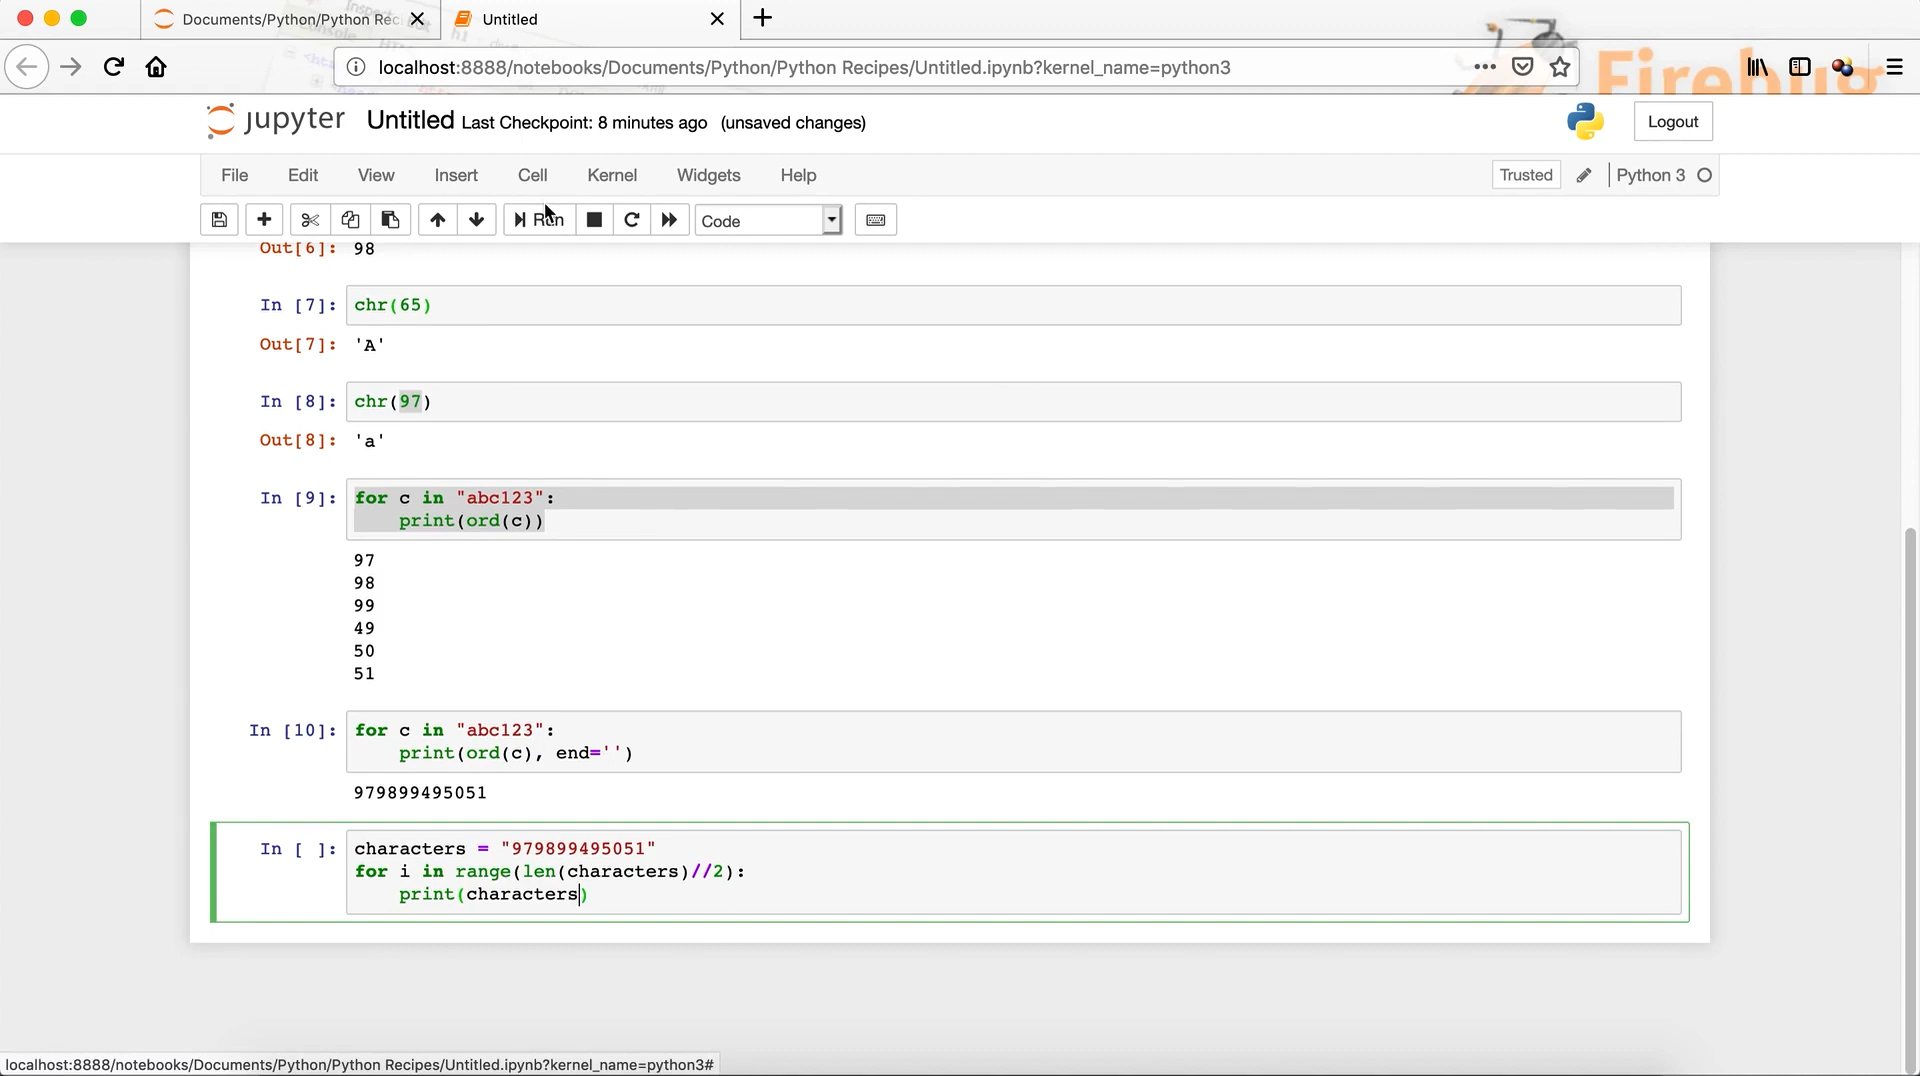 Documents/Python/Python Rec
Untitled
localhost:8888/notebooks/Documents/Python/Python Recipes/Untitled.ipynb?kernel_name=python3
Firebug
jupyter Untitled Last Checkpoint: 8 minutes ago (unsaved changes)
Logout
File Edit View Insert Cell Kernel Widgets Help
Trusted
Python 3
Run
Code
Out[6]: 98
In [7]: chr(65)
Out[7]: 'A'
In [8]: chr(97)
Out[8]: 'a'
In [9]: for c in "abc123":
    print(ord(c))
97
98
99
49
50
51
In [10]: for c in "abc123":
    print(ord(c), end='')
979899495051
In [ ]: characters = "979899495051"
for i in range(len(characters)//2):
    print(characters)
localhost:8888/notebooks/Documents/Python/Python Recipes/Untitled.ipynb?kernel_name=python3#